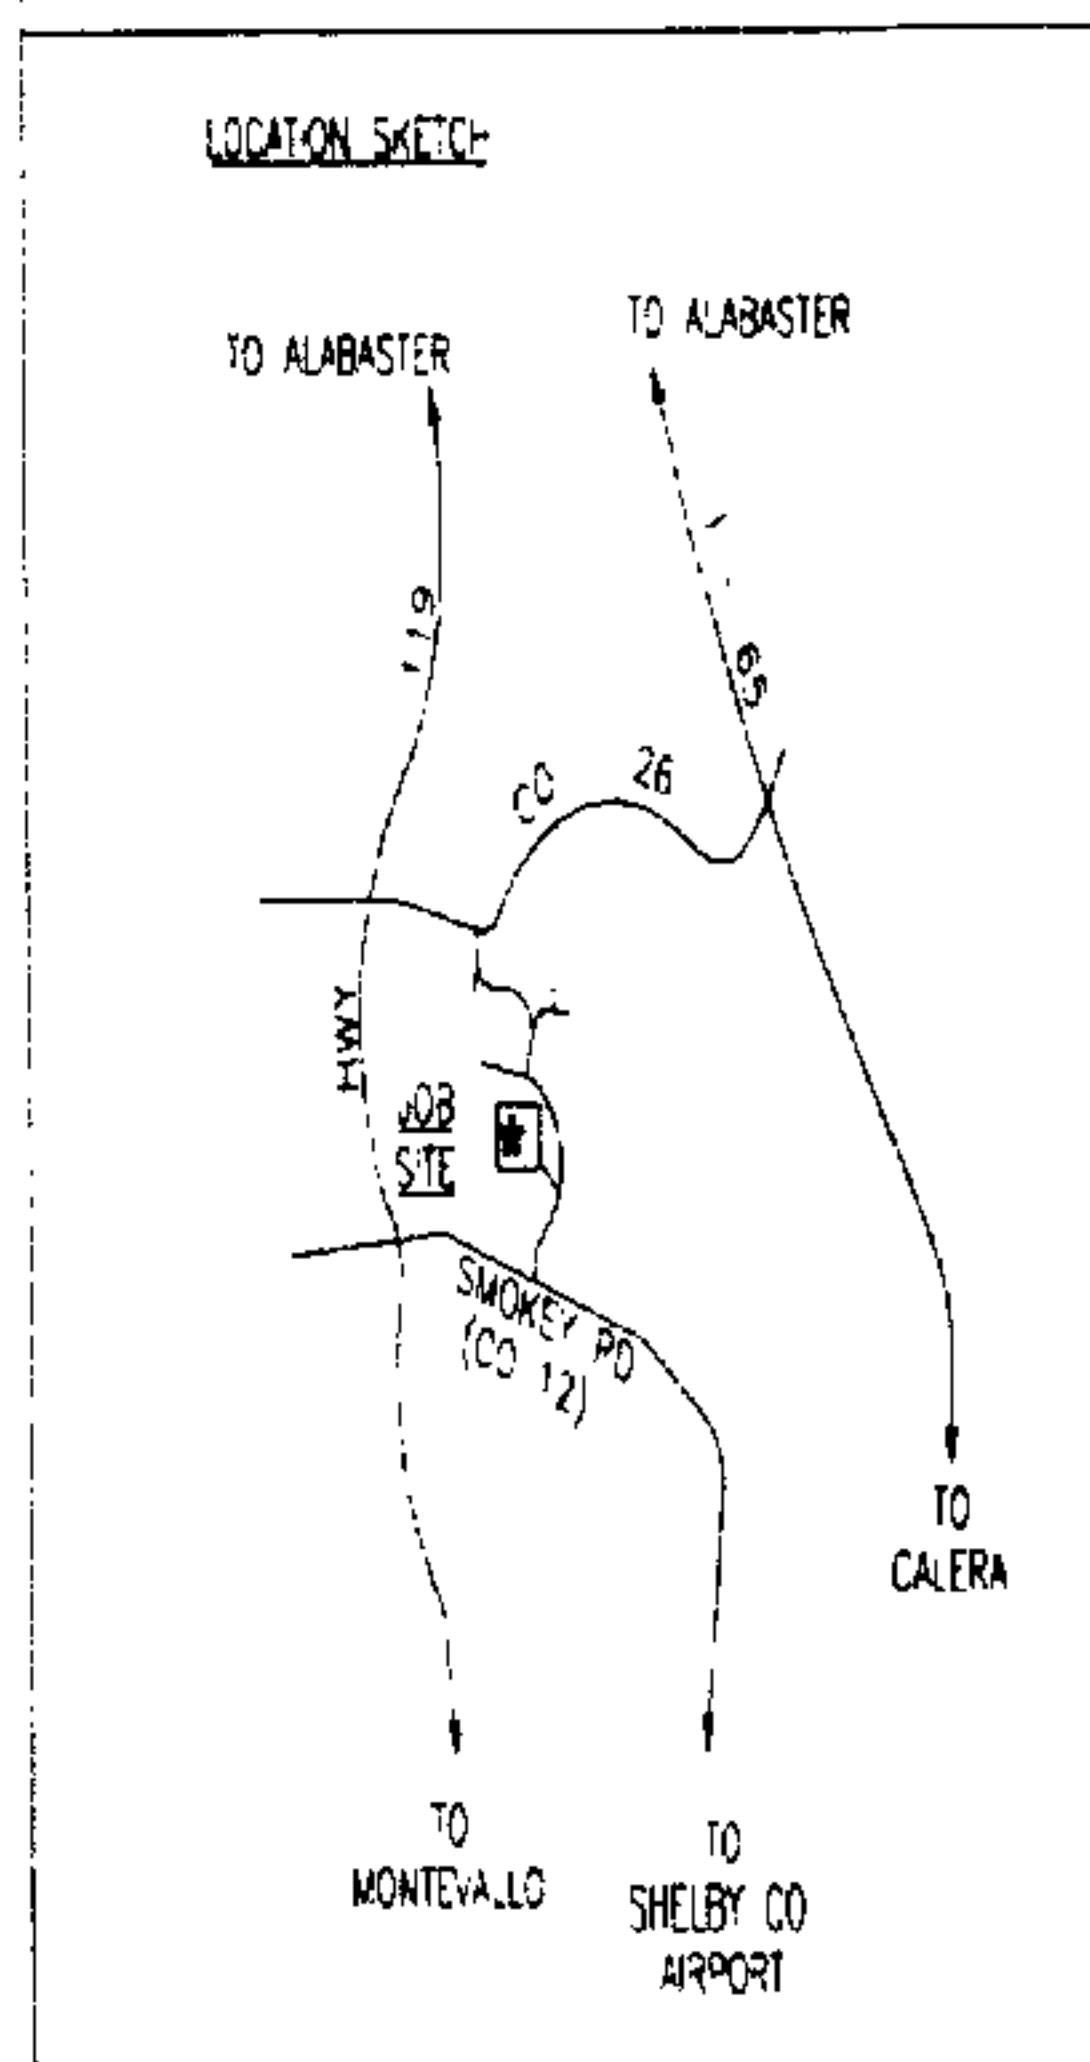 LOCATION SKETCH
TO ALABASTER
TO ALABASTER
119
65
CO 26
HWY
JOB
SITE
SMOKEY RD
(CO 12)
TO
CALERA
TO
MONTEVALLO
TO
SHELBY CO
AIRPORT